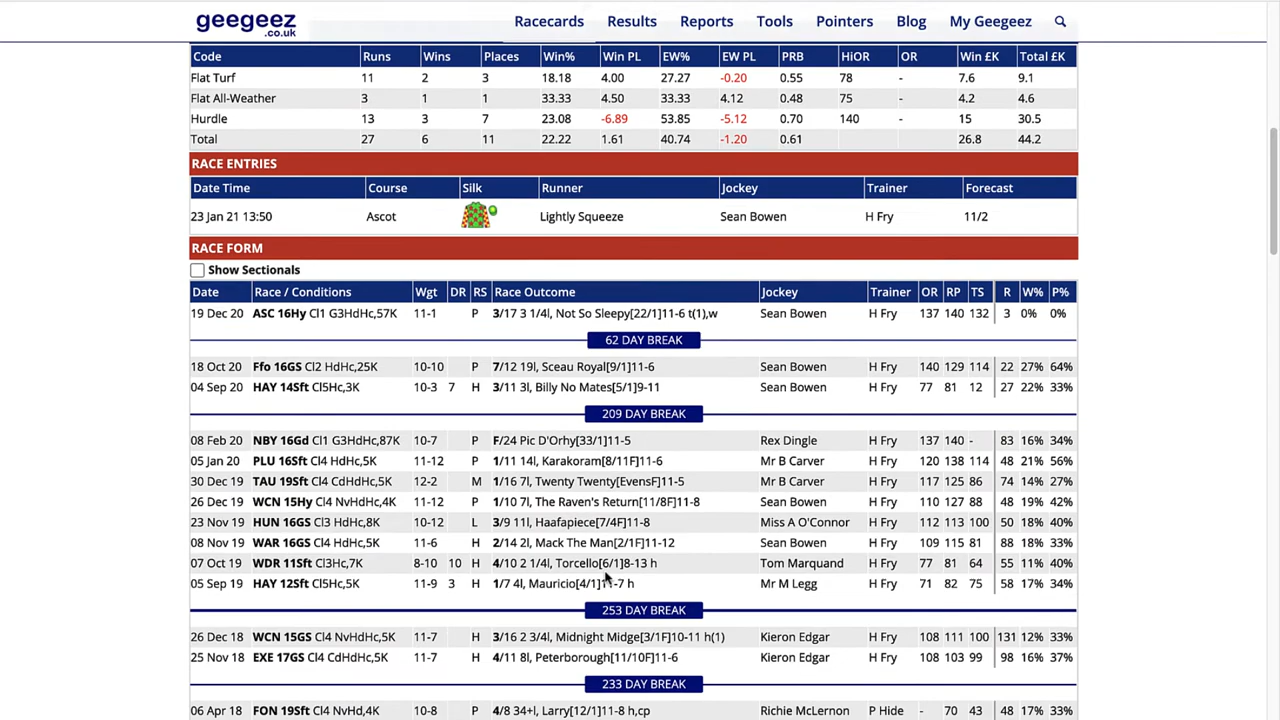 geegeez
.co.uk
Racecards Results Reports Tools Pointers Blog My Geegeez
Code Runs Wins Places Win% Win PL EW% EW PL PRB HiOR OR Win £K Total £K
Flat Turf 11 2 3 18.18 4.00 27.27 -0.20 0.55 78 - 7.6 9.1
Flat All-Weather 3 1 1 33.33 4.50 33.33 4.12 0.48 75 - 4.2 4.6
Hurdle 13 3 7 23.08 -6.89 53.85 -5.12 0.70 140 - 15 30.5
Total 27 6 11 22.22 1.61 40.74 -1.20 0.61 26.8 44.2
RACE ENTRIES
Date Time Course Silk Runner Jockey Trainer Forecast
23 Jan 21 13:50 Ascot Lightly Squeeze Sean Bowen H Fry 11/2
RACE FORM
Show Sectionals
Date Race / Conditions Wgt DR RS Race Outcome Jockey Trainer OR RP TS R W% P%
19 Dec 20 ASC 16Hy Cl1 G3HdHc,57K 11-1 P 3/17 3 1/4l, Not So Sleepy[22/1]11-6 t(1),w Sean Bowen H Fry 137 140 132 3 0% 0%
62 DAY BREAK
18 Oct 20 Ffo 16GS Cl2 HdHc,25K 10-10 P 7/12 19l, Sceau Royal[9/1]11-6 Sean Bowen H Fry 140 129 114 22 27% 64%
04 Sep 20 HAY 14Sft Cl5Hc,3K 10-3 7 H 3/11 3l, Billy No Mates[5/1]9-11 Sean Bowen H Fry 77 81 12 27 22% 33%
209 DAY BREAK
08 Feb 20 NBY 16Gd Cl1 G3HdHc,87K 10-7 P F/24 Pic D'Orhy[33/1]11-5 Rex Dingle H Fry 137 140 - 83 16% 34%
05 Jan 20 PLU 16Sft Cl4 HdHc,5K 11-12 P 1/11 14l, Karakoram[8/11F]11-6 Mr B Carver H Fry 120 138 114 48 21% 56%
30 Dec 19 TAU 19Sft Cl4 CdHdHc,5K 12-2 M 1/16 7l, Twenty Twenty[EvensF]11-5 Mr B Carver H Fry 117 125 86 74 14% 27%
26 Dec 19 WCN 15Hy Cl4 NvHdHc,4K 11-12 P 1/10 7l, The Raven's Return[11/8F]11-8 Sean Bowen H Fry 110 127 88 48 19% 42%
23 Nov 19 HUN 16GS Cl3 HdHc,8K 10-12 L 3/9 11l, Haafapiece[7/4F]11-8 Miss A O'Connor H Fry 112 113 100 50 18% 40%
08 Nov 19 WAR 16GS Cl4 HdHc,5K 11-6 H 2/14 2l, Mack The Man[2/1F]11-12 Sean Bowen H Fry 109 115 81 88 18% 33%
07 Oct 19 WDR 11Sft Cl3Hc,7K 8-10 10 H 4/10 2 1/4l, Torcello[6/1]8-13 h Tom Marquand H Fry 77 81 64 55 11% 40%
05 Sep 19 HAY 12Sft Cl5Hc,5K 11-9 3 H 1/7 4l, Mauricio[4/1]11-7 h Mr M Legg H Fry 71 82 75 58 17% 34%
253 DAY BREAK
26 Dec 18 WCN 15GS Cl4 NvHdHc,5K 11-7 H 3/16 2 3/4l, Midnight Midge[3/1F]10-11 h(1) Kieron Edgar H Fry 108 111 100 131 12% 33%
25 Nov 18 EXE 17GS Cl4 CdHdHc,5K 11-7 H 4/11 8l, Peterborough[11/10F]11-6 Kieron Edgar H Fry 108 103 99 98 16% 37%
233 DAY BREAK
06 Apr 18 FON 19Sft Cl4 NvHd,4K 10-8 P 4/8 34+l, Larry[12/1]11-8 h,cp Richie McLernon P Hide - 70 43 48 17% 33%